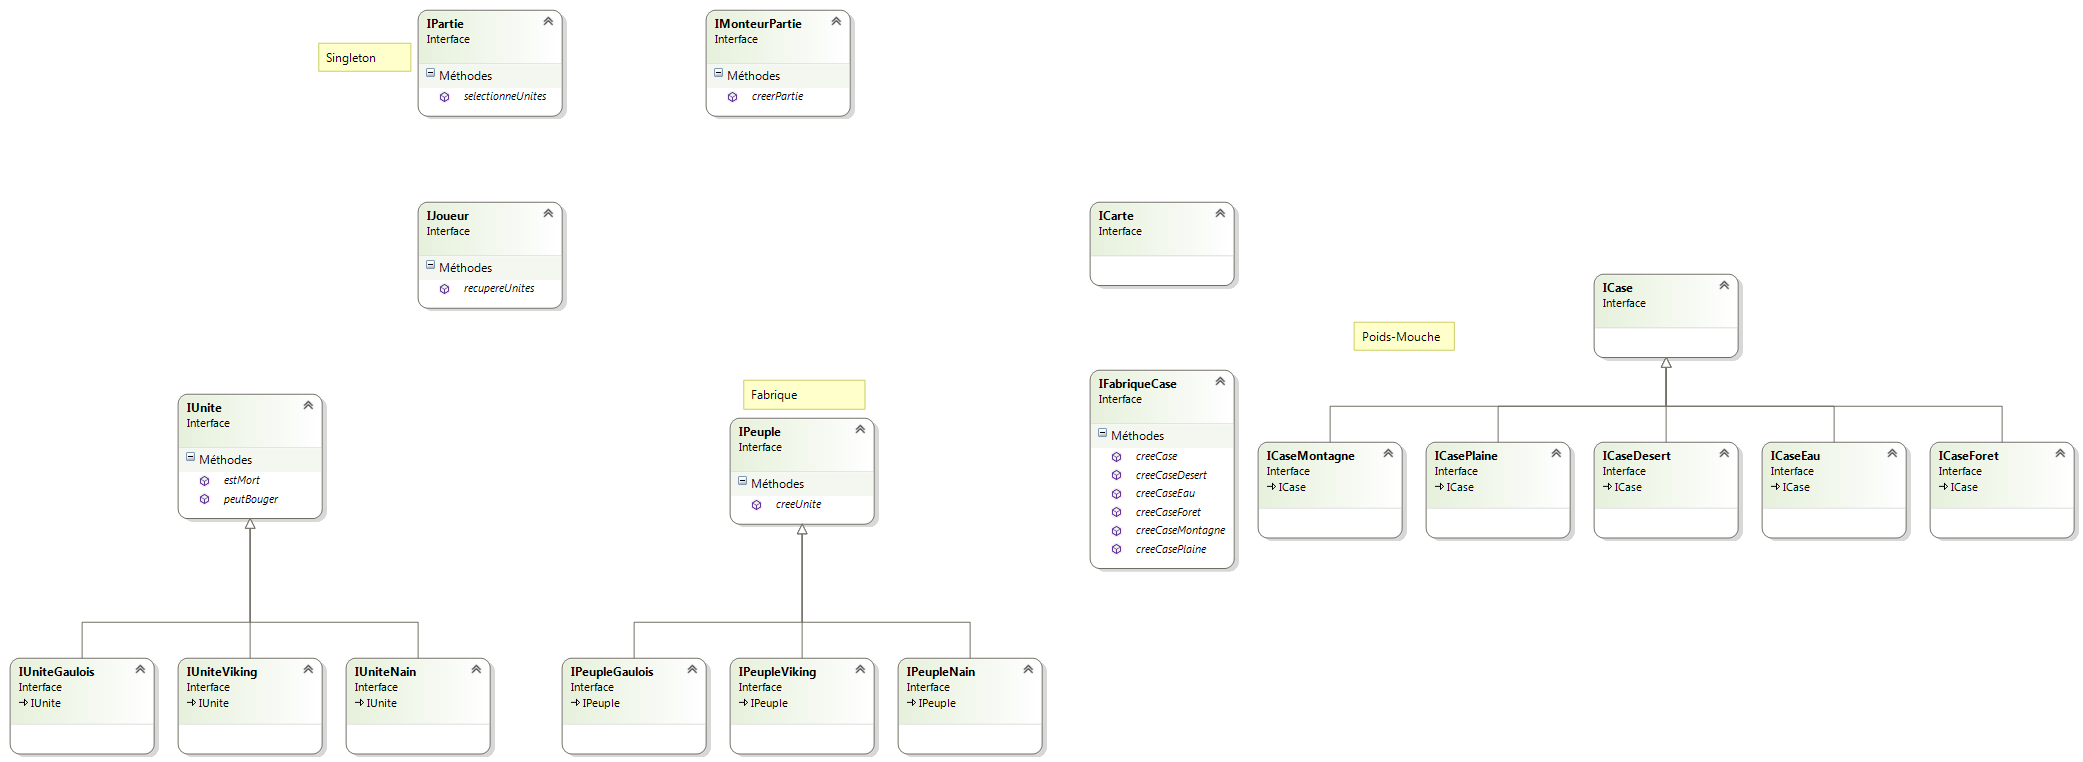 Singleton
IPartie
Interface
Méthodes
selectionneUnites
IMonteurPartie
Interface
Méthodes
creerPartie
IJoueur
Interface
Méthodes
recupereUnites
ICarte
Interface
ICase
Interface
Poids-Mouche
IUnite
Interface
Méthodes
estMort
peutBouger
Fabrique
IPeuple
Interface
Méthodes
creeUnite
IFabriqueCase
Interface
Méthodes
creeCase
creeCaseDesert
creeCaseEau
creeCaseForet
creeCaseMontagne
creeCasePlaine
ICaseMontagne
Interface
ICase
ICasePlaine
Interface
ICase
ICaseDesert
Interface
ICase
ICaseEau
Interface
ICase
ICaseForet
Interface
ICase
IUniteGaulois
Interface
IUnite
IUniteViking
Interface
IUnite
IUniteNain
Interface
IUnite
IPeupleGaulois
Interface
IPeuple
IPeupleViking
Interface
IPeuple
IPeupleNain
Interface
IPeuple